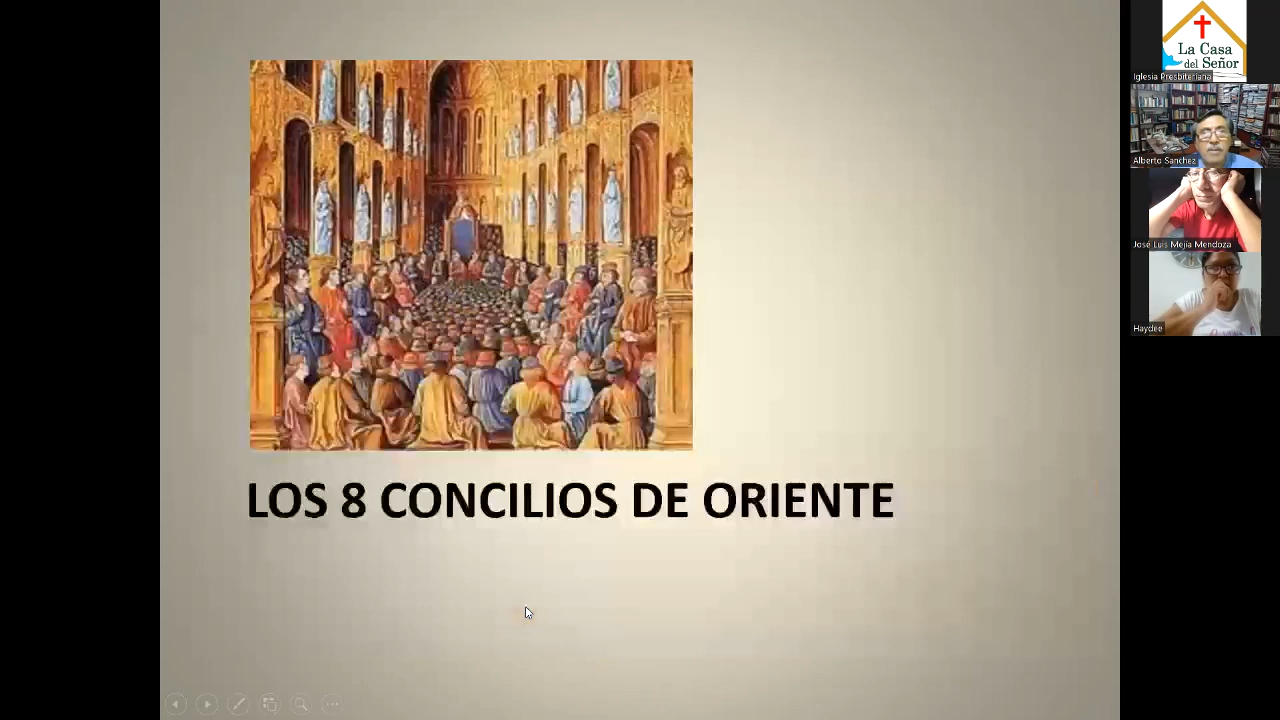 LOS 8 CONCILIOS DE ORIENTE
La Casa
del Señor
Iglesia Presbiteriana
Alberto Sanchez
José Luis Mejía Mendoza
Haydee